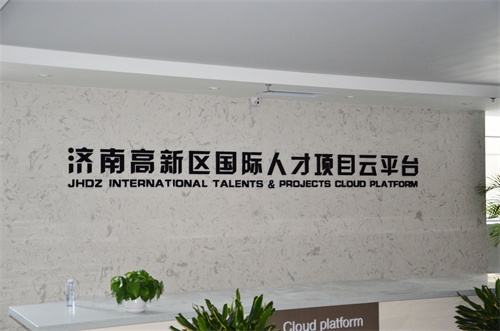 济南高新区国际人才项目云平台
JHDZ INTERNATIONAL TALENTS & PROJECTS CLOUD PLATFORM
Cloud platform